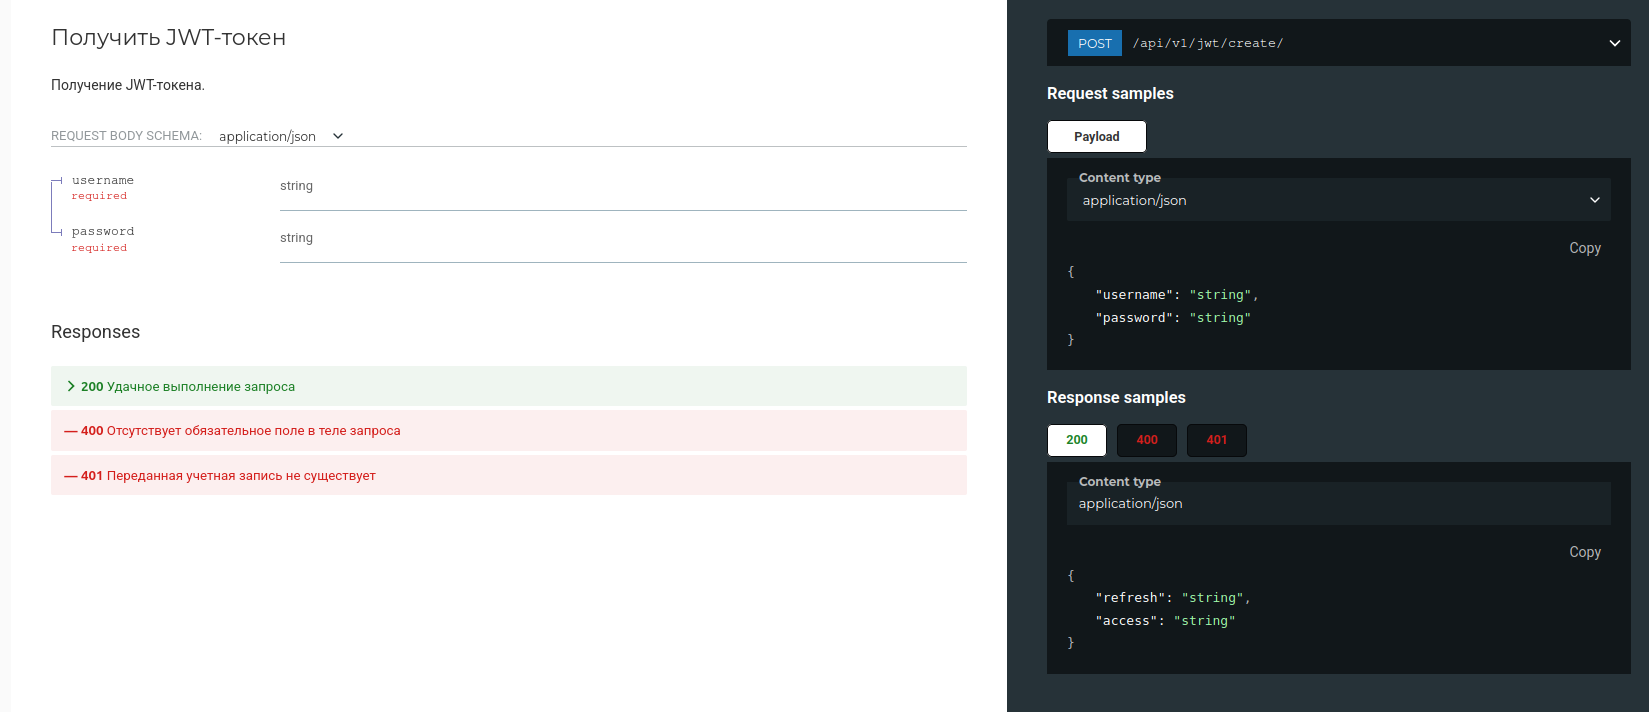 Получить JWT-токен
Получение JWT-токена.
REQUEST BODY SCHEMA: application/json
username
required
string
password
required
string
Responses
200 Удачное выполнение запроса
— 400 Отсутствует обязательное поле в теле запроса
— 401 Переданная учетная запись не существует
POST /api/v1/jwt/create/
Request samples
Payload
Content type
application/json
Copy
{
"username": "string",
"password": "string"
}
Response samples
200 400 401
Content type
application/json
Copy
{
"refresh": "string",
"access": "string"
}